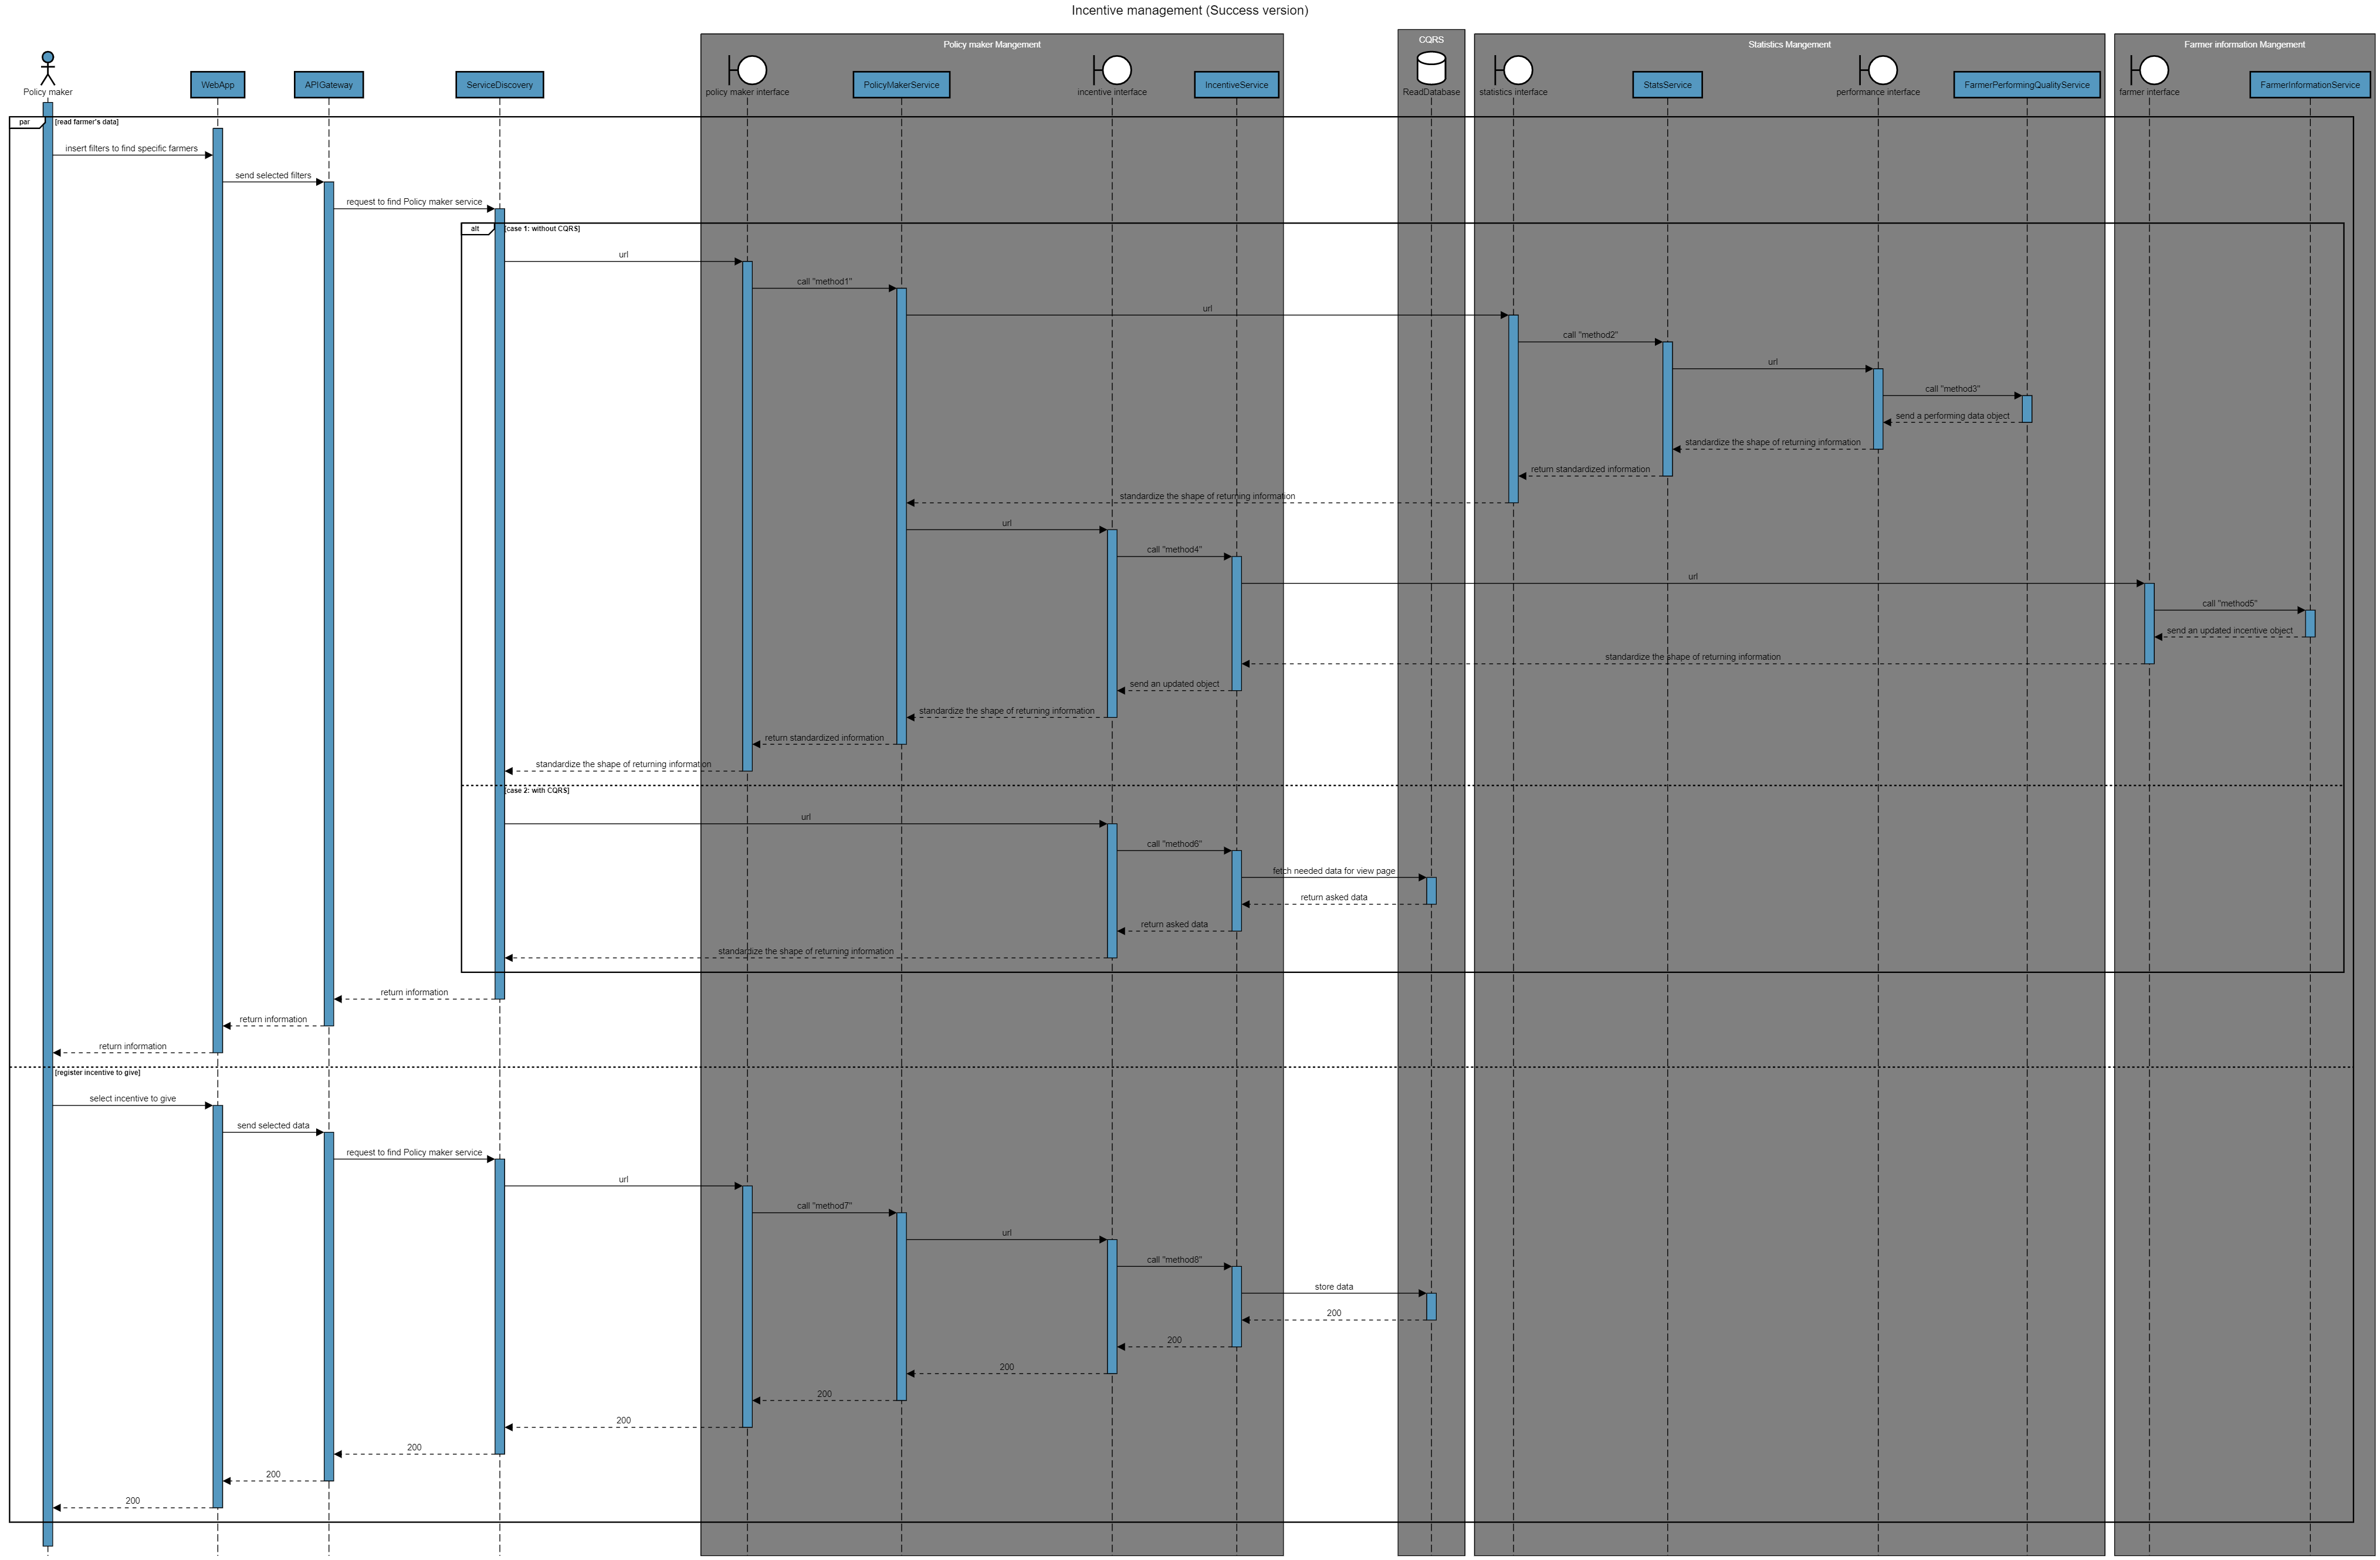 Incentive management (Success version)
Policy maker Mangement
CQRS
Statistics Mangement
Farmer information Mangement
Policy maker
WebApp
APIGateway
ServiceDiscovery
policy maker interface
PolicyMakerService
incentive interface
IncentiveService
ReadDatabase
statistics interface
StatsService
performance interface
FarmerPerformingQualityService
farmer interface
FarmerInformationService
par
[read farmer's data]
insert filters to find specific farmers
send selected filters
request to find Policy maker service
alt
[case 1: without CQRS]
url
call "method1"
url
call "method2"
url
call "method3"
send a performing data object
standardize the shape of returning information
return standardized information
standardize the shape of returning information
url
call "method4"
url
call "method5"
send an updated incentive object
standardize the shape of returning information
send an updated object
standardize the shape of returning information
return standardized information
standardize the shape of returning information
[case 2: with CQRS]
url
call "method6"
fetch needed data for view page
return asked data
return asked data
standardize the shape of returning information
return information
return information
return information
[register incentive to give]
select incentive to give
send selected data
request to find Policy maker service
url
call "method7"
url
call "method8"
store data
200
200
200
200
200
200
200
200